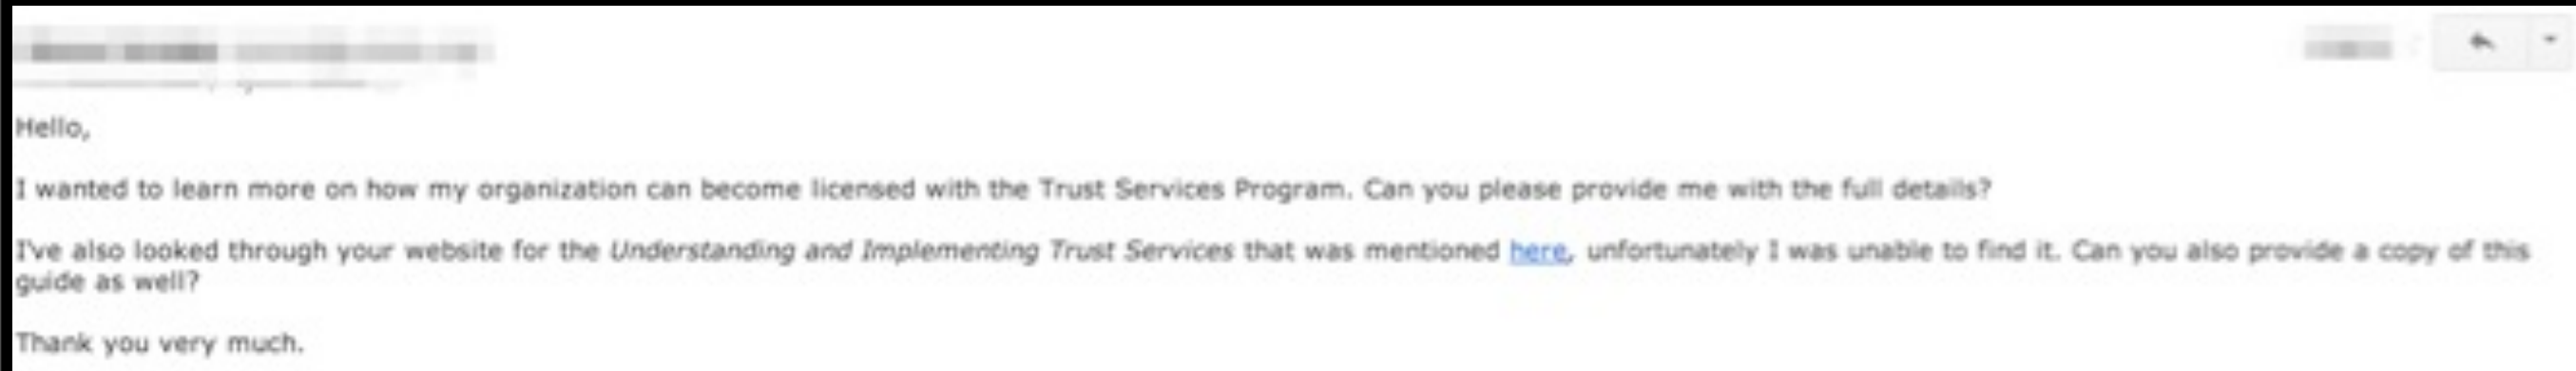 Hello,
I wanted to learn more on how my organization can become licensed with the Trust Services Program. Can you please provide me with the full details?
I've also looked through your website for the Understanding and Implementing Trust Services that was mentioned here, unfortunately I was unable to find it. Can you also provide a copy of this
guide as well?
Thank you very much.